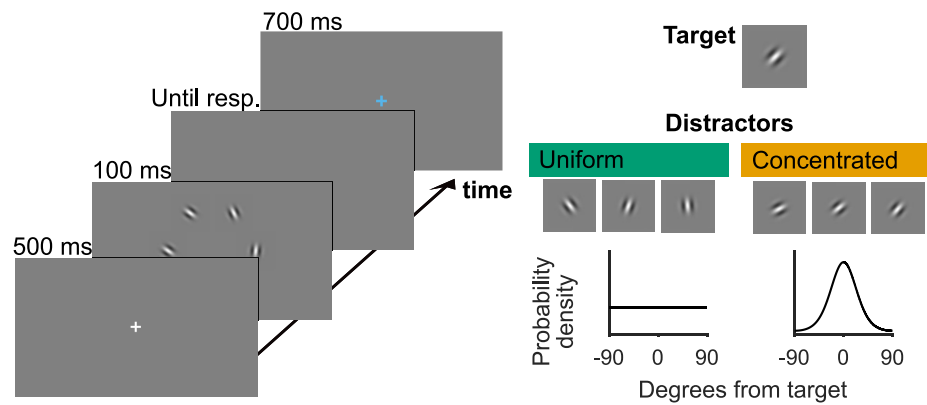 700 ms
Until resp.
100 ms
500 ms
time
Target
Distractors
Uniform
Concentrated
Probability
density
-90 0 90
-90 0 90
Degrees from target